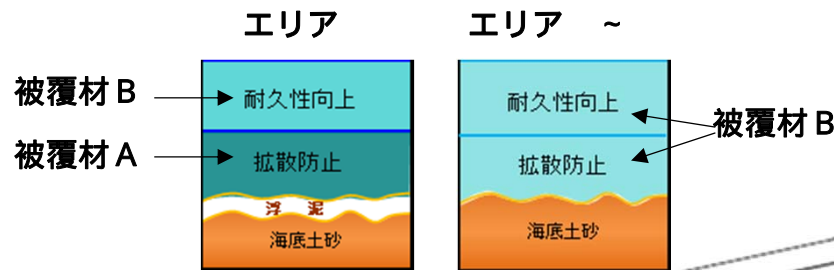 エリア
エリア ~
被覆材B
耐久性向上
被覆材A
拡散防止
浮泥
海底土砂
耐久性向上
被覆材B
拡散防止
海底土砂